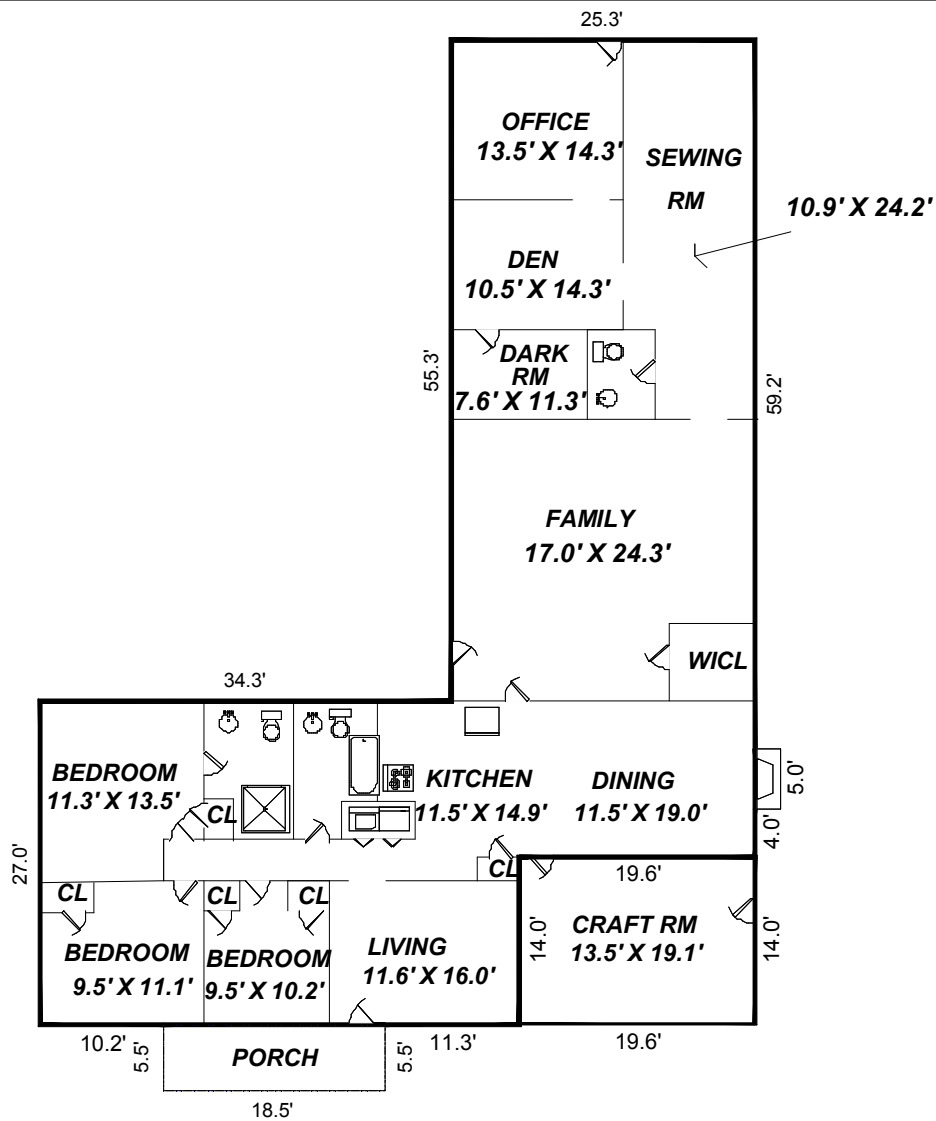 25.3'
OFFICE
13.5' X 14.3'
SEWING
RM
10.9' X 24.2'
DEN
10.5' X 14.3'
DARK
RM
7.6' X 11.3'
55.3'
59.2'
FAMILY
17.0' X 24.3'
WICL
34.3'
BEDROOM
11.3' X 13.5'
CL
KITCHEN
11.5' X 14.9'
DINING
11.5' X 19.0'
5.0'
4.0'
27.0'
CL
CL
CL
CL
19.6'
BEDROOM
9.5' X 11.1'
BEDROOM
9.5' X 10.2'
LIVING
11.6' X 16.0'
14.0'
CRAFT RM
13.5' X 19.1'
14.0'
10.2'
5.5'
PORCH
5.5'
11.3'
19.6'
18.5'